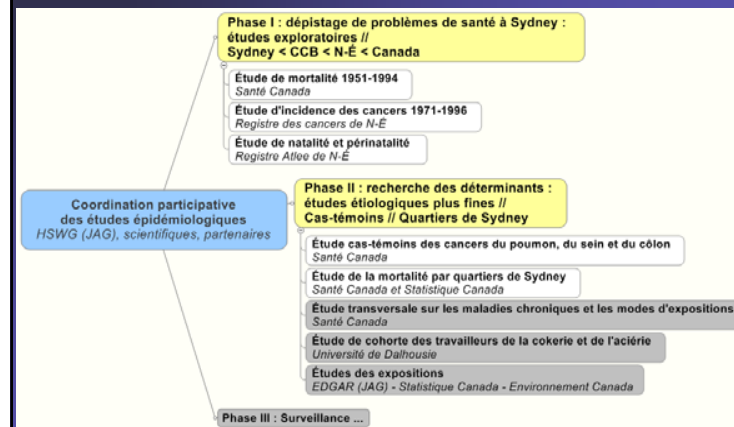 Phase I : dépistage de problèmes de santé à Sydney :
études exploratoires //
Sydney < CCB < N-É < Canada
Étude de mortalité 1951-1994
Santé Canada
Étude d'incidence des cancers 1971-1996
Registre des cancers de N-É
Étude de natalité et périnatalité
Registre Atlee de N-É
Coordination participative
des études épidémiologiques
HSWG (JAG), scientifiques, partenaires
Phase II : recherche des déterminants :
études étiologiques plus fines //
Cas-témoins // Quartiers de Sydney
Étude cas-témoins des cancers du poumon, du sein et du côlon
Santé Canada
Étude de la mortalité par quartiers de Sydney
Santé Canada et Statistique Canada
Étude transversale sur les maladies chroniques et les modes d'expositions
Santé Canada
Étude de cohorte des travailleurs de la cokerie et de l'aciérie
Université de Dalhousie
Études des expositions
EDGAR (JAG) - Statistique Canada - Environnement Canada
Phase III : Surveillance ...